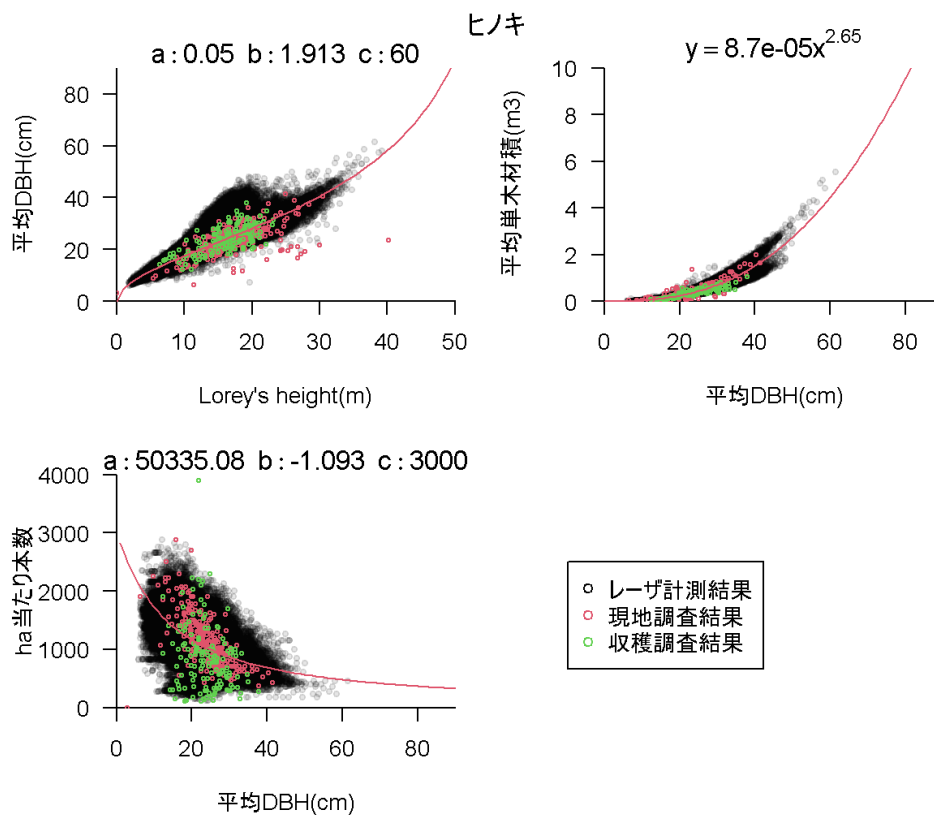 ヒノキ
a : 0.05 b : 1.913 c : 60
平均DBH(cm)
80
60
40
20
0
0 10 20 30 40 50
Lorey's height(m)
y = 8.7e-05x^2.65
平均単木材積(m3)
10
8
6
4
2
0
0 20 40 60 80
平均DBH(cm)
a : 50335.08 b : -1.093 c : 3000
ha当たり本数
4000
3000
2000
1000
0
0 20 40 60 80
平均DBH(cm)
レーザ計測結果
現地調査結果
収穫調査結果